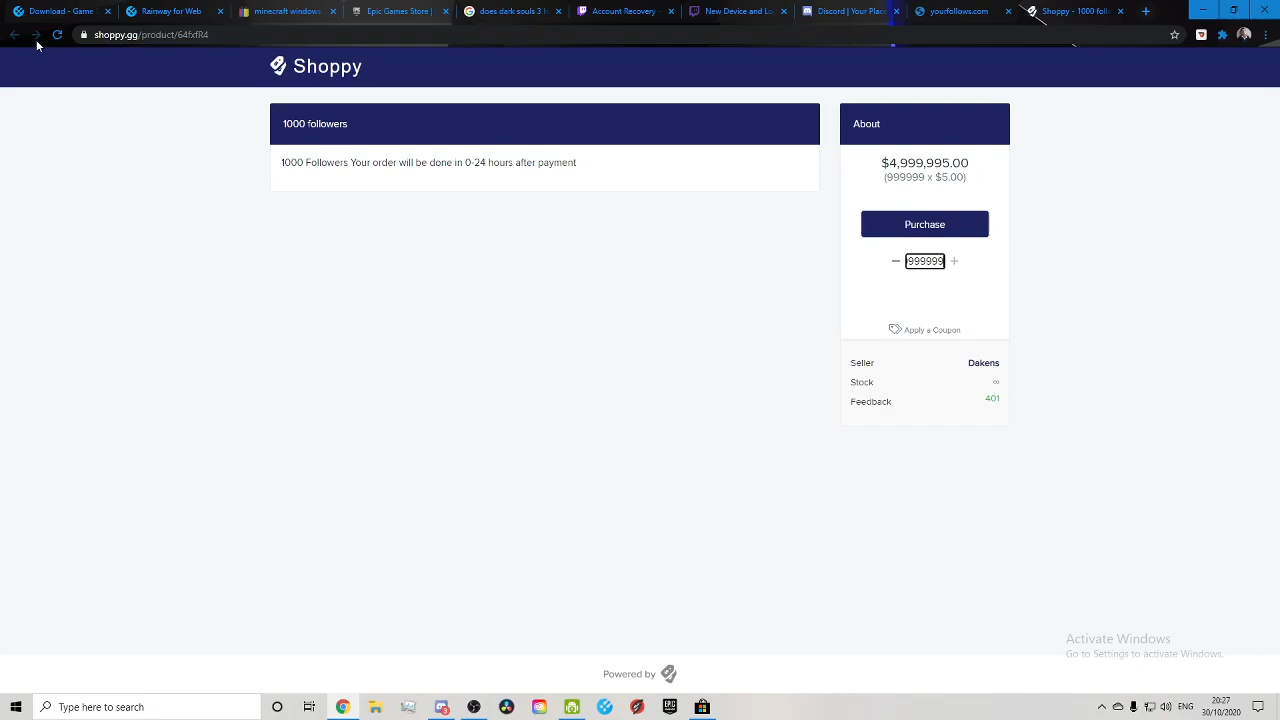 Download - Game
Rainway for Web
minecraft windows
Epic Games Store |
does dark souls 3 h
Account Recovery
New Device and Lo
Discord | Your Plac
yourfollows.com
Shoppy - 1000 follo
shoppy.gg/product/64fxfR4
Shoppy
1000 followers
About
1000 Followers Your order will be done in 0-24 hours after payment
$4,999,995.00
(999999 x $5.00)
Purchase
999999
Apply a Coupon
Seller Dakens
Stock ∞
Feedback 401
Activate Windows
Go to Settings to activate Windows.
Powered by
Type here to search
EPIC
ENG
20:27
30/10/2020